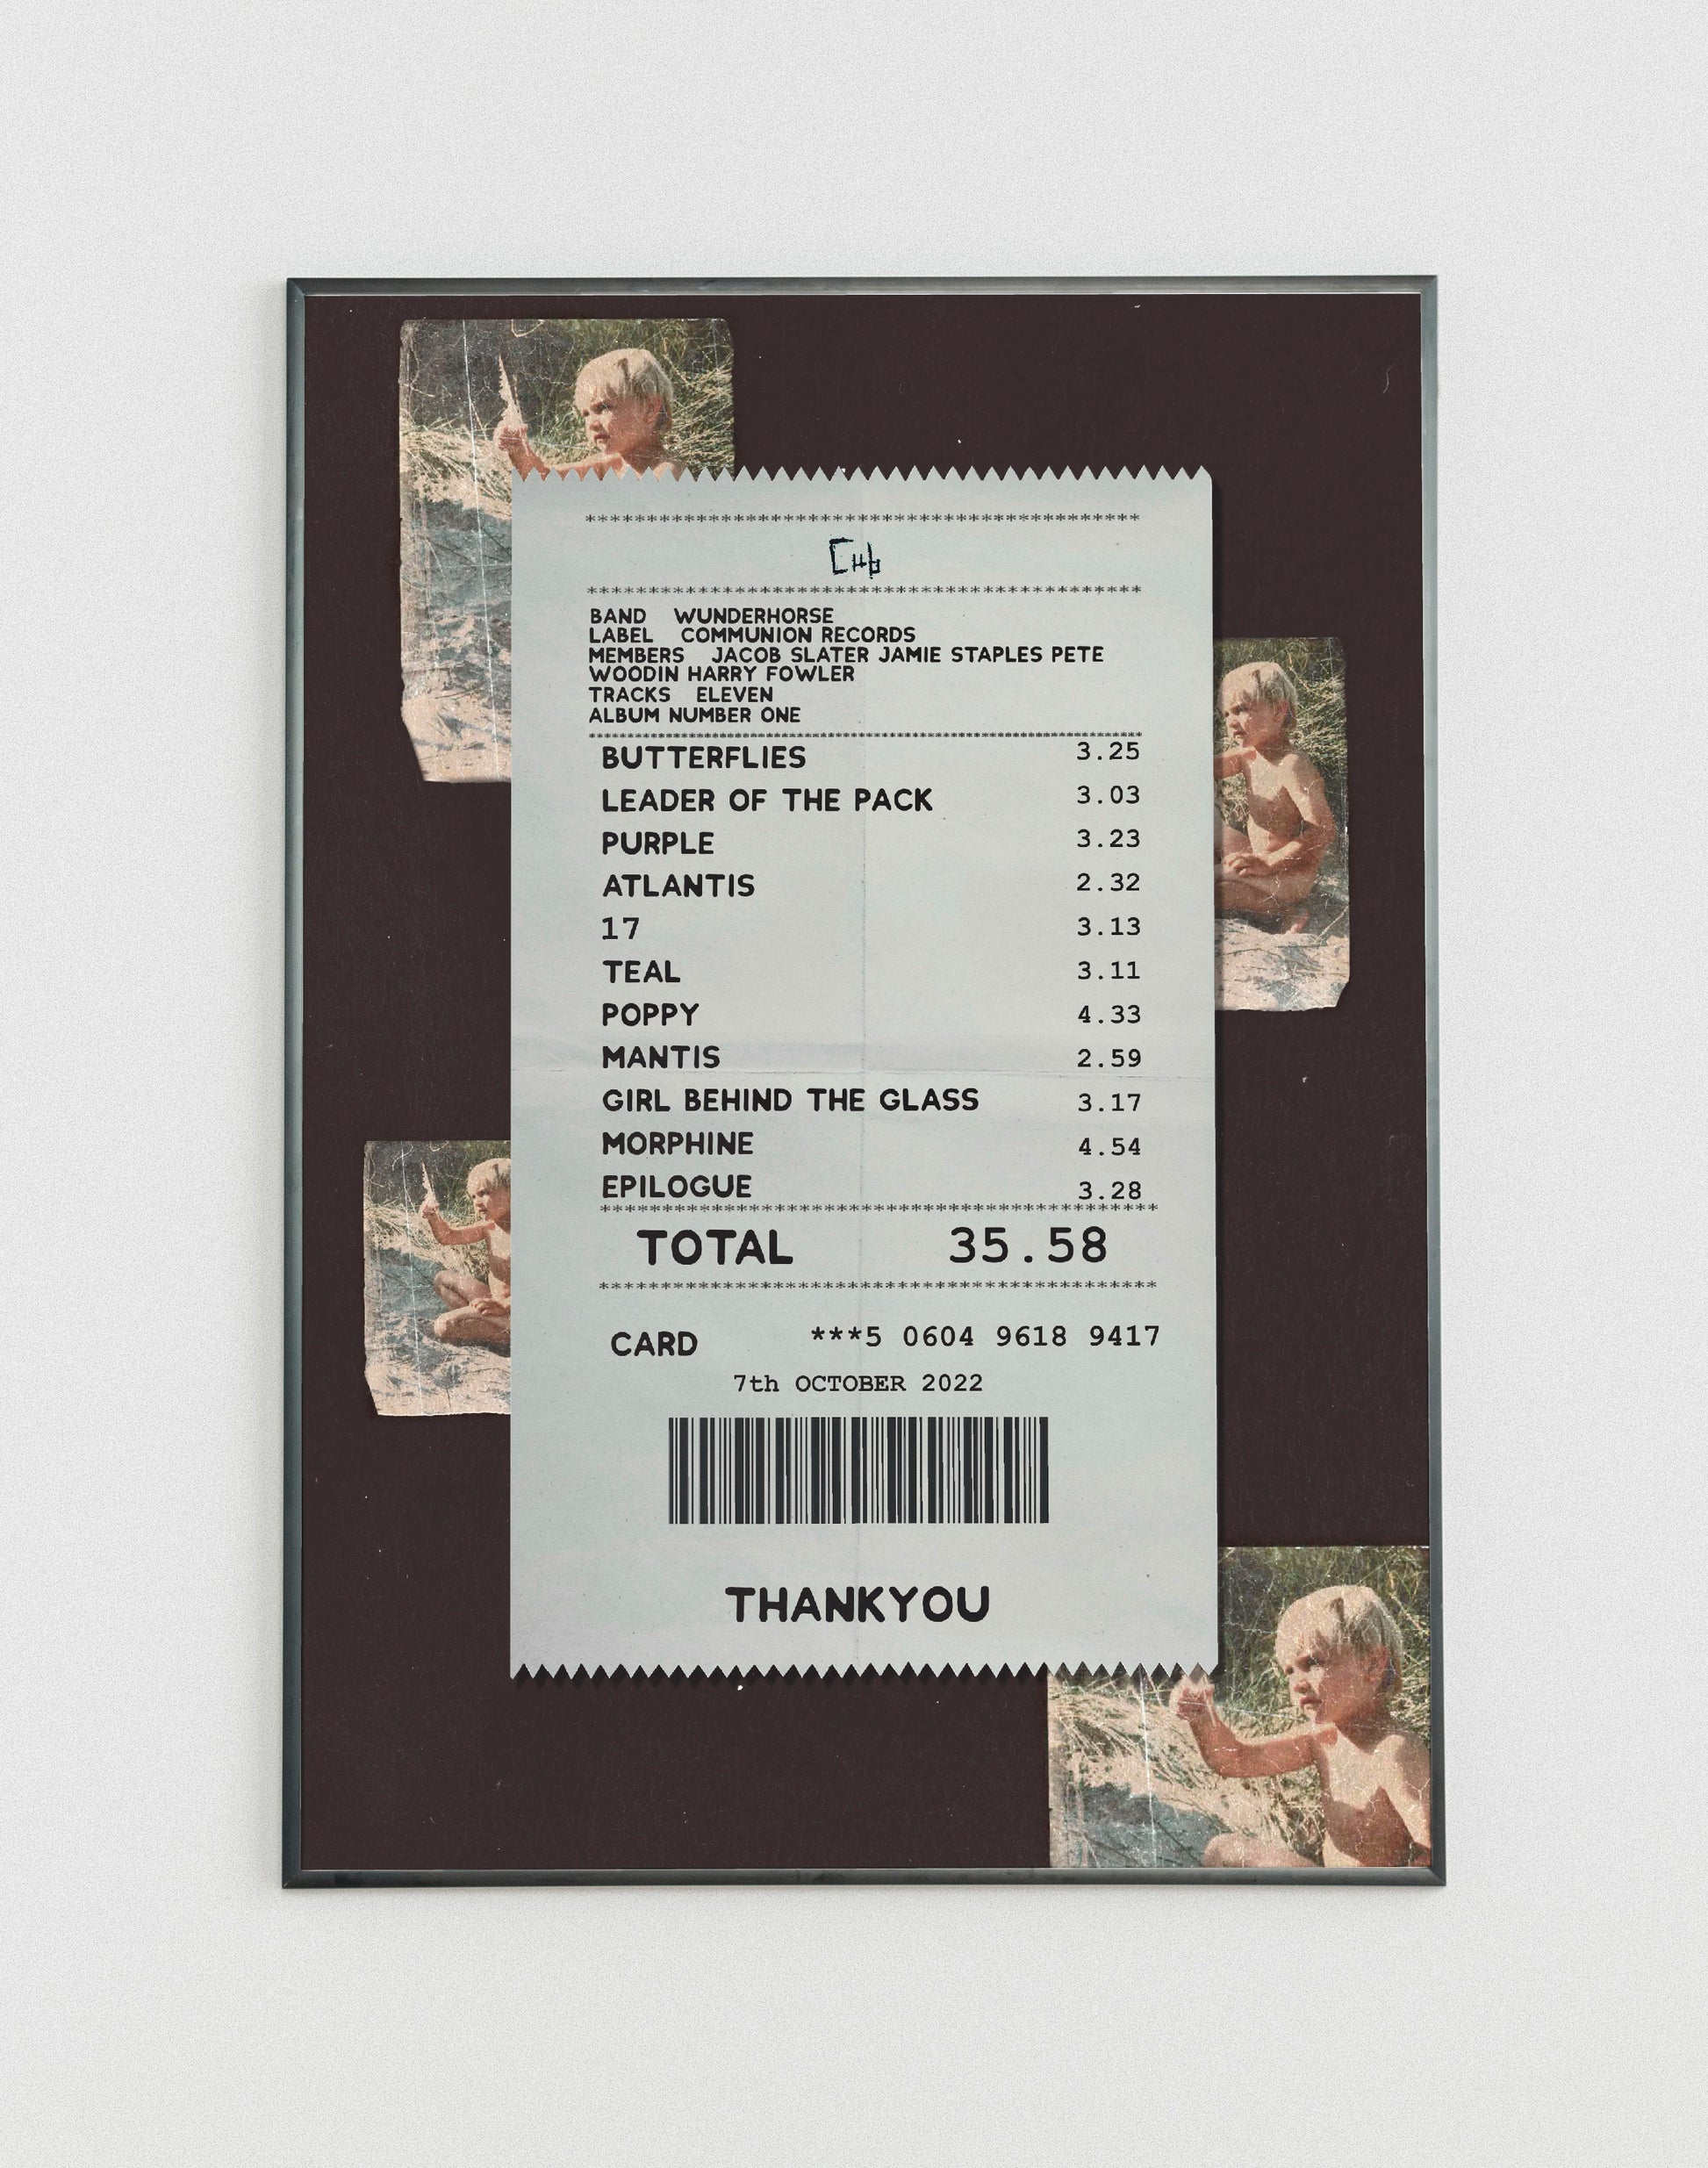 *********************************************
Cub
*********************************************
BAND WUNDERHORSE
LABEL COMMUNION RECORDS
MEMBERS JACOB SLATER JAMIE STAPLES PETE
WOODIN HARRY FOWLER
TRACKS ELEVEN
ALBUM NUMBER ONE
BUTTERFLIES 3.25
LEADER OF THE PACK 3.03
PURPLE 3.23
ATLANTIS 2.32
17 3.13
TEAL 3.11
POPPY 4.33
MANTIS 2.59
GIRL BEHIND THE GLASS 3.17
MORPHINE 4.54
EPILOGUE 3.28
*********************************************
TOTAL 35.58
*********************************************
CARD ***5 0604 9618 9417
7th OCTOBER 2022
THANKYOU